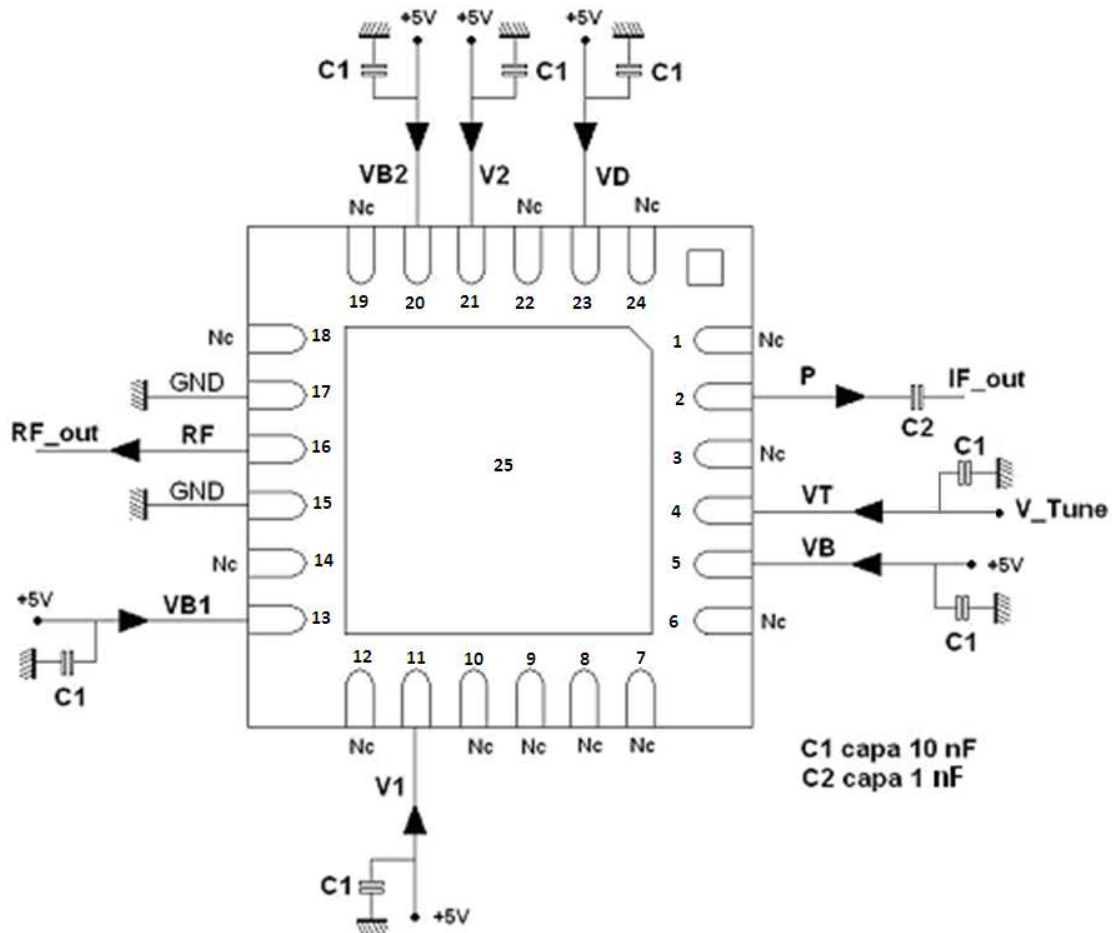 +5V +5V +5V
C1 C1 C1
VB2 V2 VD
Nc Nc Nc
19 20 21 22 23 24
Nc 18 1 Nc
GND 17 2 P IF_out
C2
RF_out RF 16 3 Nc
25
C1
GND 15 4 VT V_Tune
Nc 14 5 VB +5V
+5V VB1 13 6 Nc
C1
C1
12 11 10 9 8 7
Nc Nc Nc Nc Nc
V1
C1 capa 10 nF
C2 capa 1 nF
C1
+5V